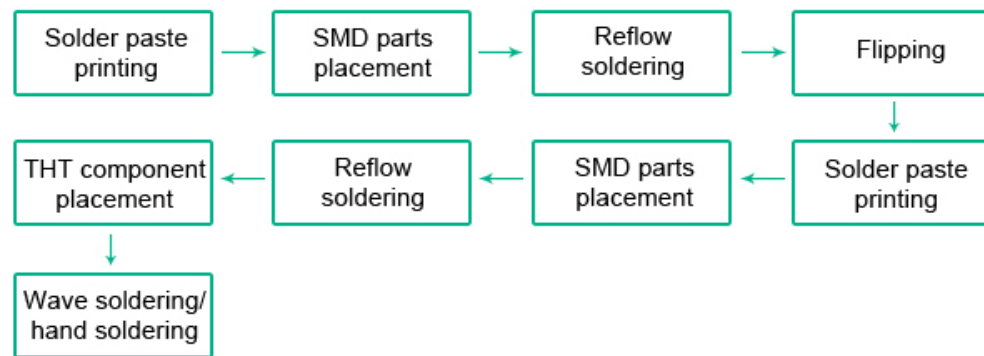 Solder paste
printing
SMD parts
placement
Reflow
soldering
Flipping
Solder paste
printing
SMD parts
placement
Reflow
soldering
THT component
placement
Wave soldering/
hand soldering